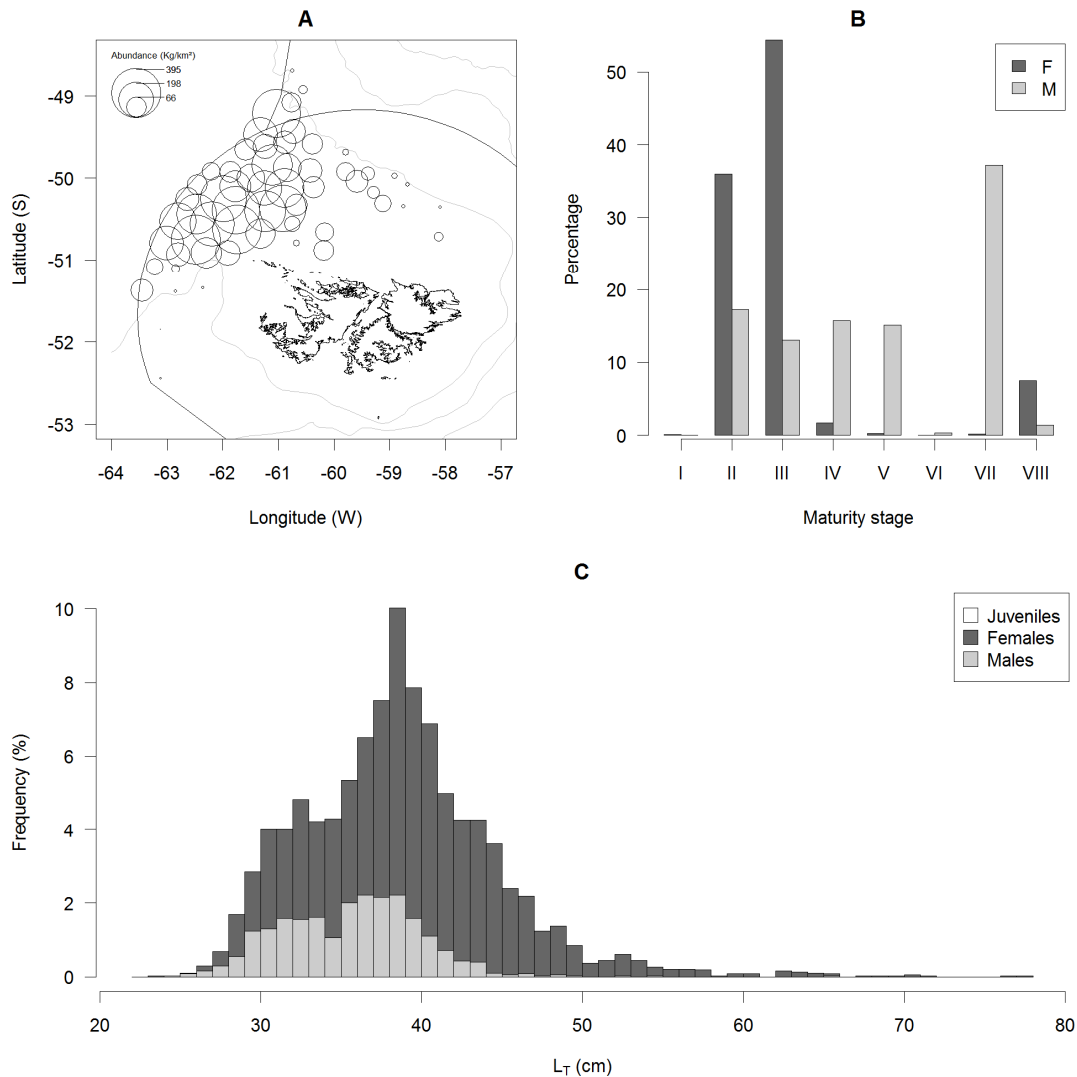 A
Abundance (Kg/km²)
395
198
66
-49
-50
-51
-52
-53
Latitude (S)
-64 -63 -62 -61 -60 -59 -58 -57
Longitude (W)
B
F
M
50
40
30
20
10
0
Percentage
I II III IV V VI VII VIII
Maturity stage
C
Juveniles
Females
Males
10
8
6
4
2
0
Frequency (%)
20 30 40 50 60 70 80
L_T (cm)